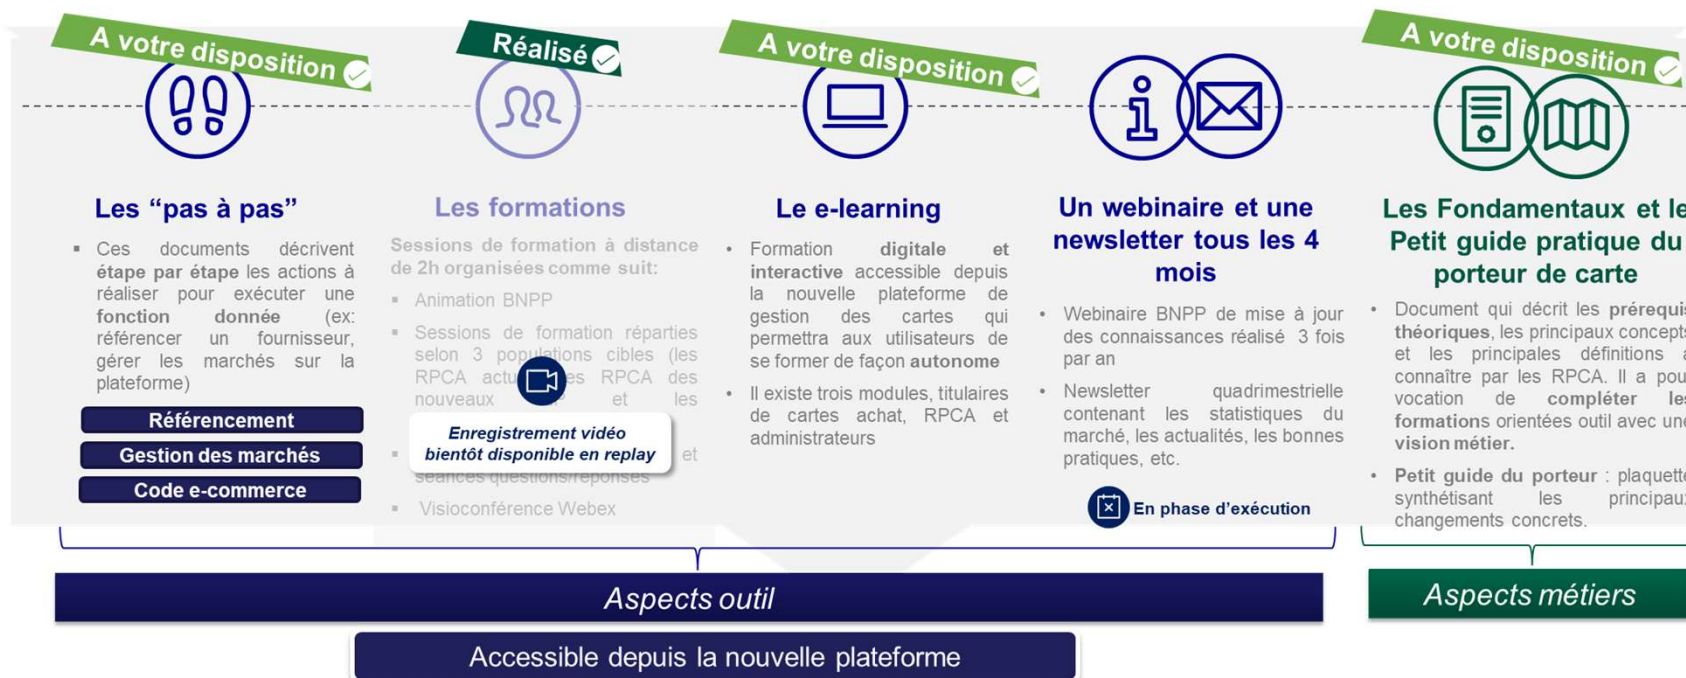 A votre disposition
Les “pas à pas”
▪ Ces documents décrivent
étape par étape les actions à
réaliser pour exécuter une
fonction donnée (ex:
référencer un fournisseur,
gérer les marchés sur la
plateforme)
Référencement
Gestion des marchés
Code e-commerce
Réalisé
Les formations
Sessions de formation à distance
de 2h organisées comme suit:
▪ Animation BNPP
▪ Sessions de formation réparties
selon 3 populations cibles (les
RPCA RPCA des
nouveaux et les
Enregistrement vidéo
bientôt disponible en replay
et
séances questions/réponses
▪ Visioconférence Webex
A votre disposition
Le e-learning
• Formation digitale et
interactive accessible depuis
la nouvelle plateforme de
gestion des cartes qui
permettra aux utilisateurs de
se former de façon autonome
• Il existe trois modules, titulaires
de cartes achat, RPCA et
administrateurs
Un webinaire et une
newsletter tous les 4
mois
• Webinaire BNPP de mise à jour
des connaissances réalisé 3 fois
par an
• Newsletter quadrimestrielle
contenant les statistiques du
marché, les actualités, les bonnes
pratiques, etc.
En phase d’exécution
A votre disposition
Les Fondamentaux et le
Petit guide pratique du
porteur de carte
• Document qui décrit les prérequis
théoriques, les principaux concepts
et les principales définitions à
connaître par les RPCA. Il a pour
vocation de compléter les
formations orientées outil avec une
vision métier.
• Petit guide du porteur : plaquette
synthétisant les principaux
changements concrets.
Aspects outil
Aspects métiers
Accessible depuis la nouvelle plateforme